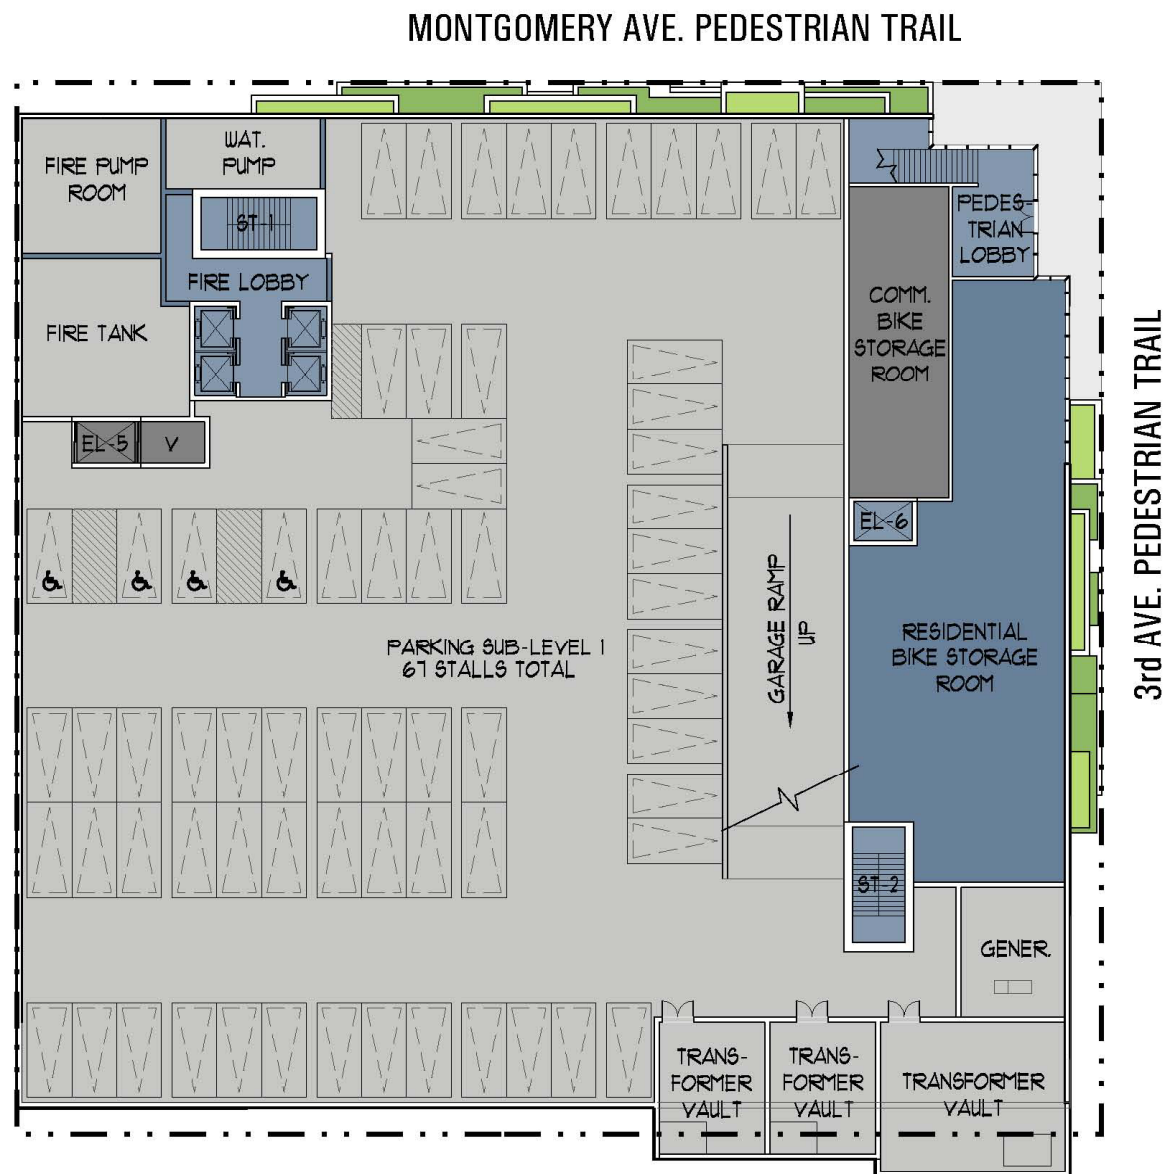 MONTGOMERY AVE. PEDESTRIAN TRAIL
FIRE PUMP
ROOM
WAT.
PUMP
ST-1
FIRE LOBBY
FIRE TANK
EL-5
V
PEDES-
TRIAN
LOBBY
COMM.
BIKE
STORAGE
ROOM
EL-6
3rd AVE. PEDESTRIAN TRAIL
GARAGE RAMP
UP
RESIDENTIAL
BIKE STORAGE
ROOM
PARKING SUB-LEVEL 1
67 STALLS TOTAL
ST-2
GENER.
TRANS-
FORMER
VAULT
TRANS-
FORMER
VAULT
TRANSFORMER
VAULT